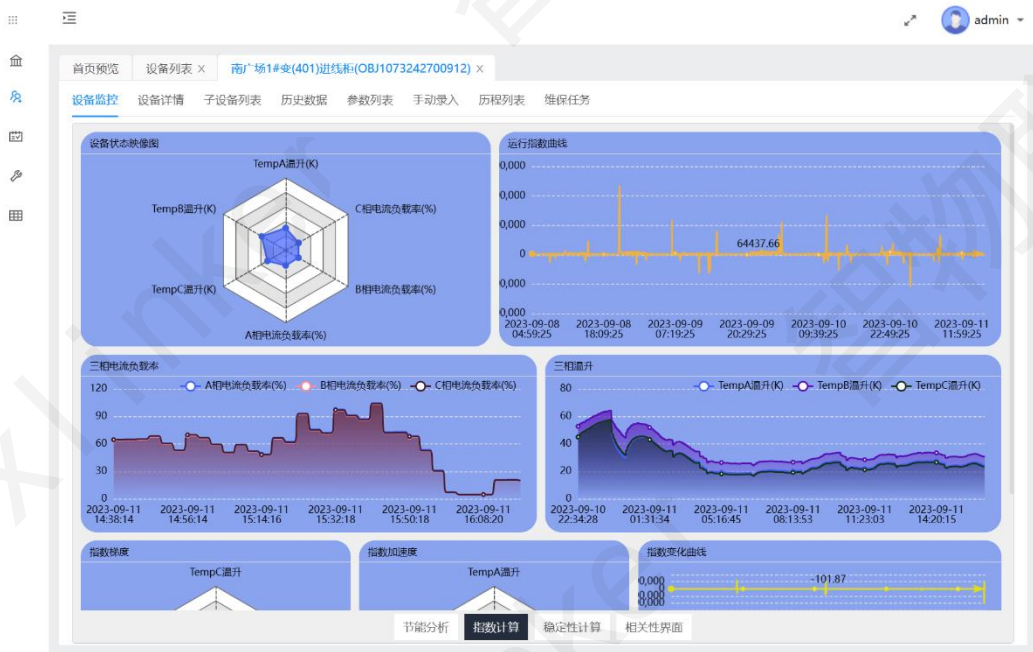 admin
首页预览 设备列表 × 南广场1#变(401)进线柜(OBJ1073242700912) ×
设备监控 设备详情 子设备列表 历史数据 参数列表 手动录入 历程列表 维保任务
设备状态映像图
TempA温升(K)
TempB温升(K) C相电流负载率(%)
TempC温升(K) B相电流负载率(%)
A相电流负载率(%)
运行指数曲线
0,000
0,000
0,000
64437.66
0
0,000
0,000
2023-09-08 2023-09-08 2023-09-09 2023-09-09 2023-09-10 2023-09-10 2023-09-11
04:59:25 18:09:25 07:19:25 20:29:25 09:39:25 22:49:25 11:59:25
三相电流负载率
120 A相电流负载率(%) B相电流负载率(%) C相电流负载率(%)
90
60
30
0
2023-09-11 2023-09-11 2023-09-11 2023-09-11 2023-09-11 2023-09-11
14:38:14 14:56:14 15:14:16 15:32:18 15:50:18 16:08:20
三相温升
80 TempA温升(K) TempB温升(K) TempC温升(K)
60
40
20
0
2023-09-10 2023-09-11 2023-09-11 2023-09-11 2023-09-11 2023-09-11
22:34:28 01:31:34 05:16:45 08:13:53 11:23:03 14:20:15
指数梯度
TempC温升
指数加速度
TempA温升
指数变化曲线
0,000
-101.87
0
0,000
节能分析 指数计算 稳定性计算 相关性界面